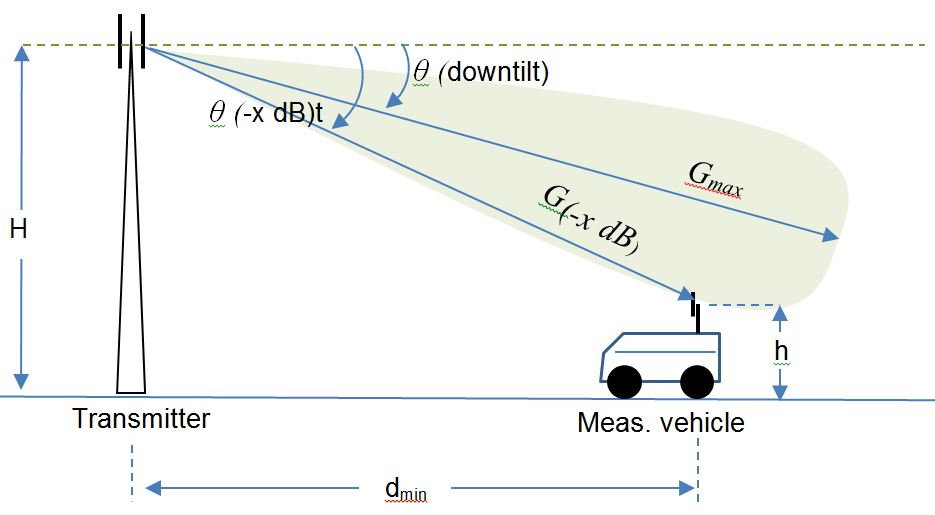 θ (downtilt)
θ (-x dB)t
Gmax
G(-x dB)
H
h
Transmitter
Meas. vehicle
dmin